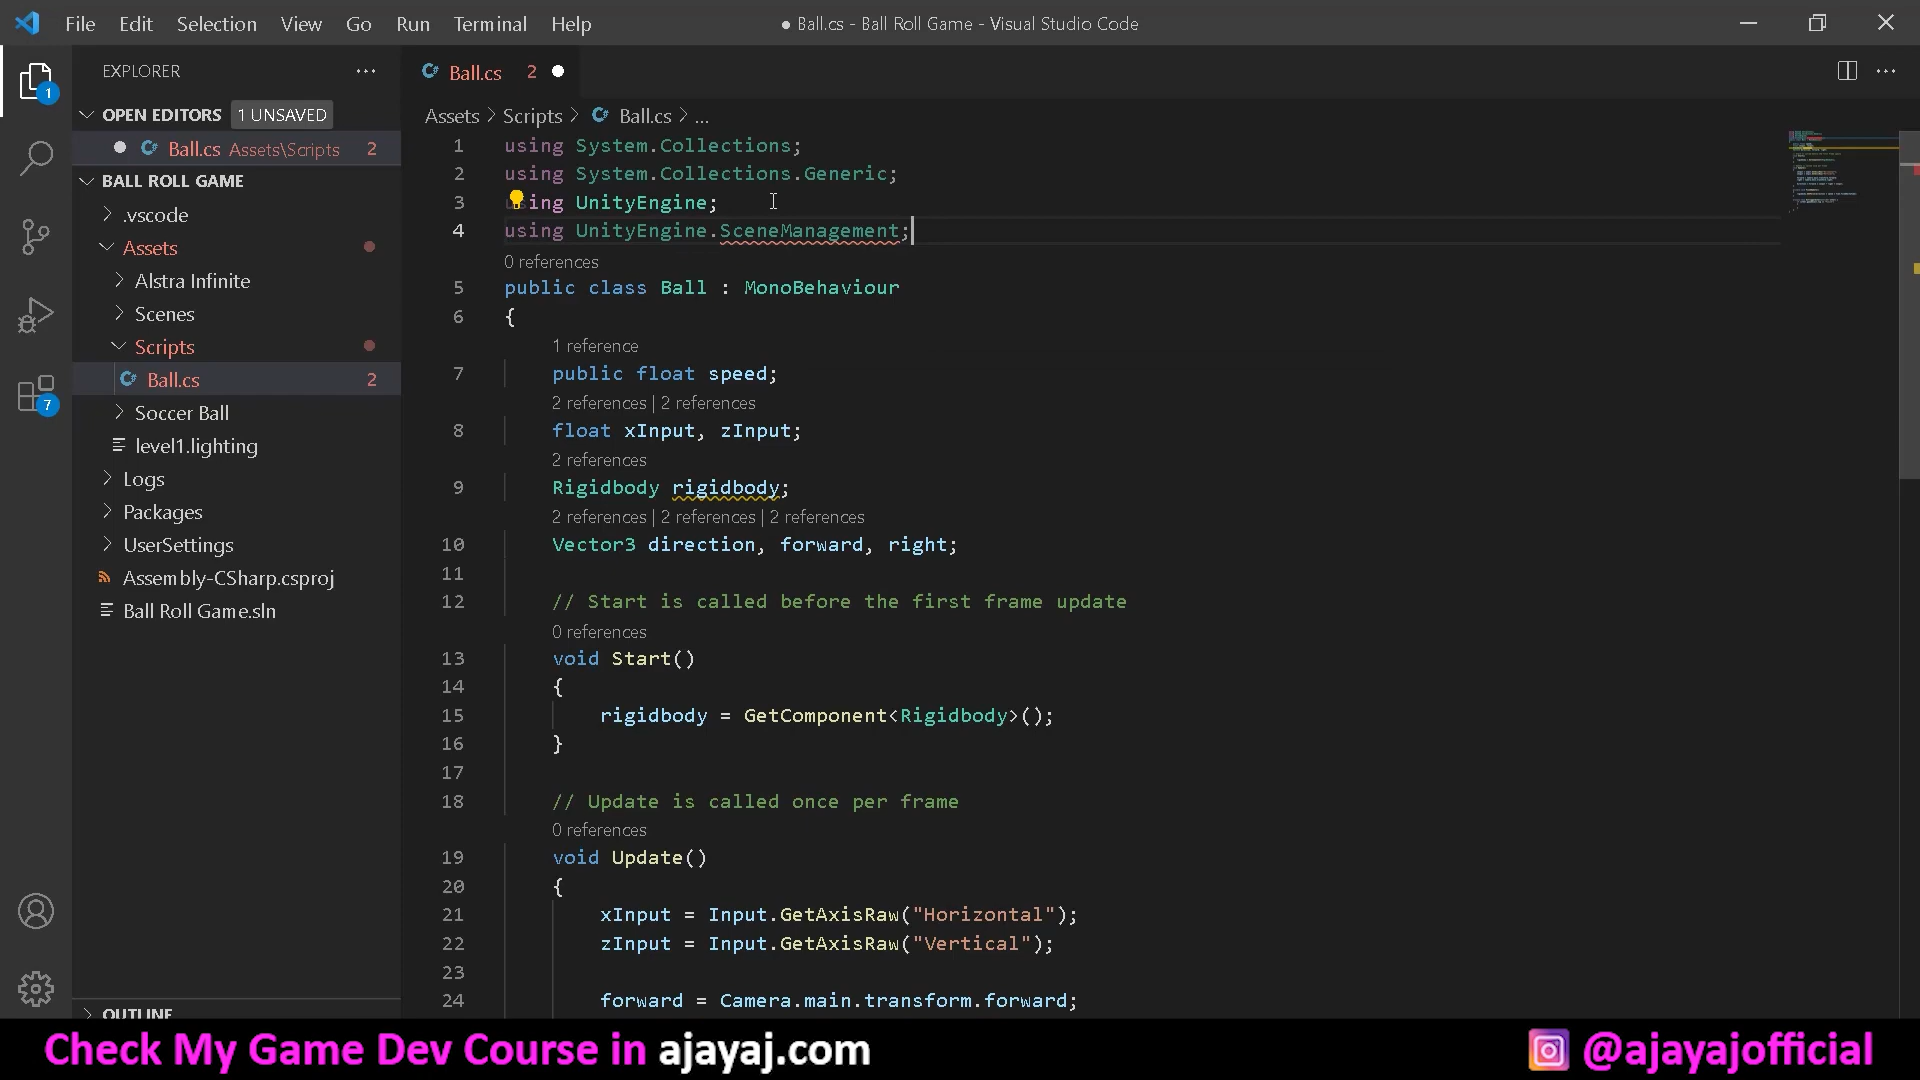 File Edit Selection View Go Run Terminal Help
● Ball.cs - Ball Roll Game - Visual Studio Code
EXPLORER
1
OPEN EDITORS 1 UNSAVED
Ball.cs Assets\Scripts 2
BALL ROLL GAME
.vscode
Assets
Alstra Infinite
Scenes
Scripts
Ball.cs 2
Soccer Ball
level1.lighting
Logs
Packages
UserSettings
Assembly-CSharp.csproj
Ball Roll Game.sln
OUTLINE
7
Ball.cs 2
Assets > Scripts > Ball.cs > ...
1 using System.Collections;
2 using System.Collections.Generic;
3 ing UnityEngine;
4 using UnityEngine.SceneManagement;
0 references
5 public class Ball : MonoBehaviour
6 {
1 reference
7 public float speed;
2 references | 2 references
8 float xInput, zInput;
2 references
9 Rigidbody rigidbody;
2 references | 2 references | 2 references
10 Vector3 direction, forward, right;
11
12 // Start is called before the first frame update
0 references
13 void Start()
14 {
15 rigidbody = GetComponent<Rigidbody>();
16 }
17
18 // Update is called once per frame
0 references
19 void Update()
20 {
21 xInput = Input.GetAxisRaw("Horizontal");
22 zInput = Input.GetAxisRaw("Vertical");
23
24 forward = Camera.main.transform.forward;
Check My Game Dev Course in ajayaj.com
@ajayajofficial